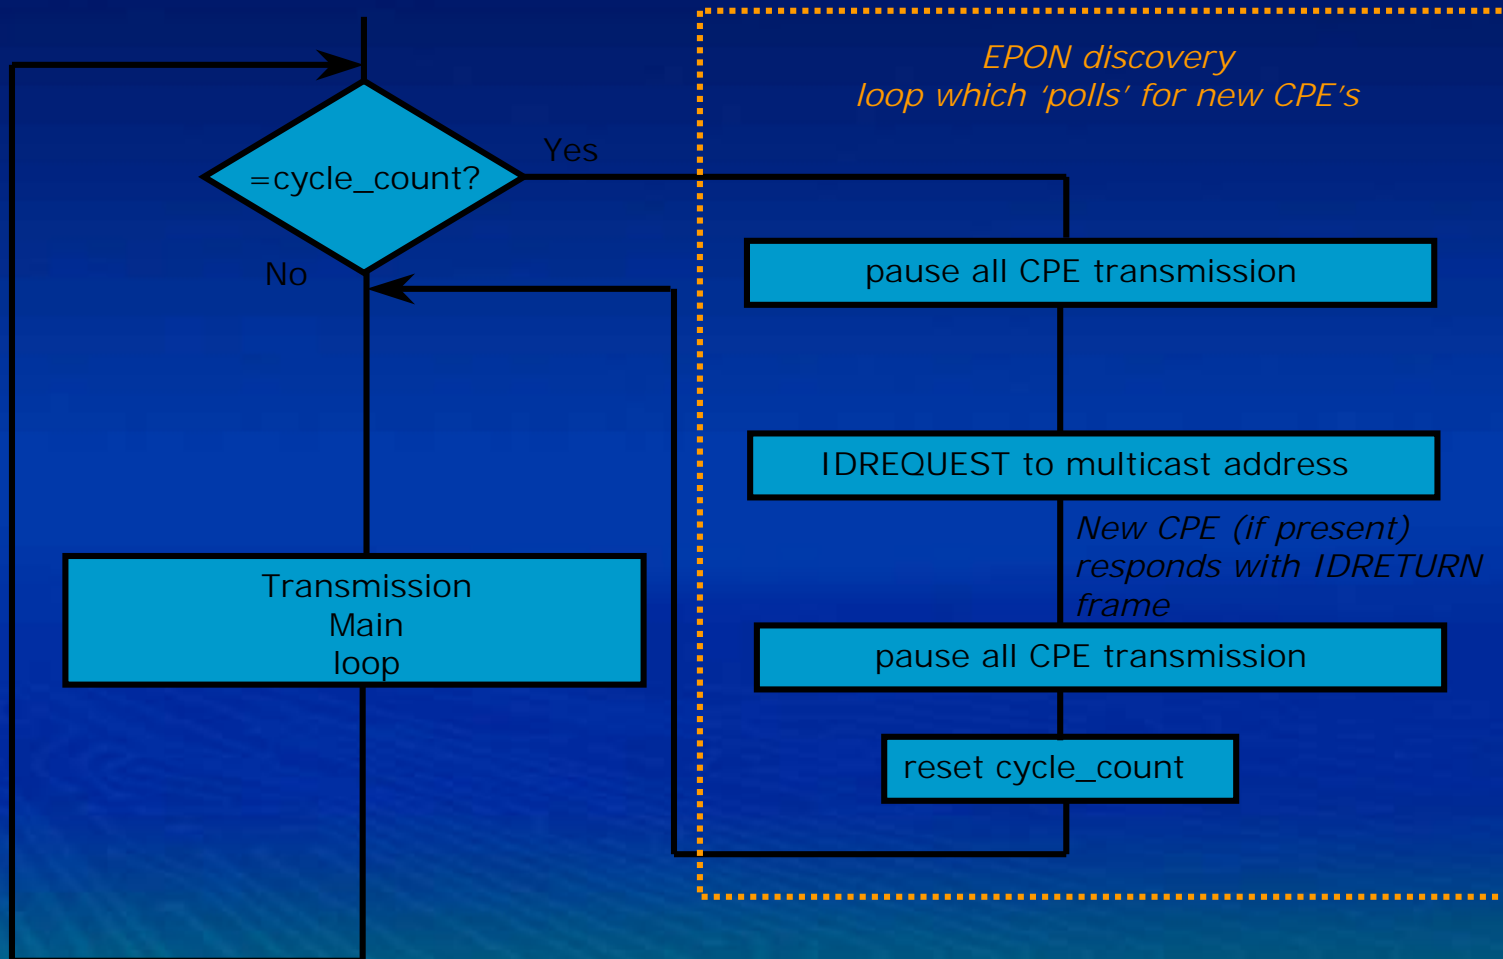 EPON discovery
loop which ‘polls’ for new CPE’s
Yes
=cycle_count?
No
pause all CPE transmission
IDREQUEST to multicast address
New CPE (if present)
responds with IDRETURN
frame
Transmission
Main
loop
pause all CPE transmission
reset cycle_count